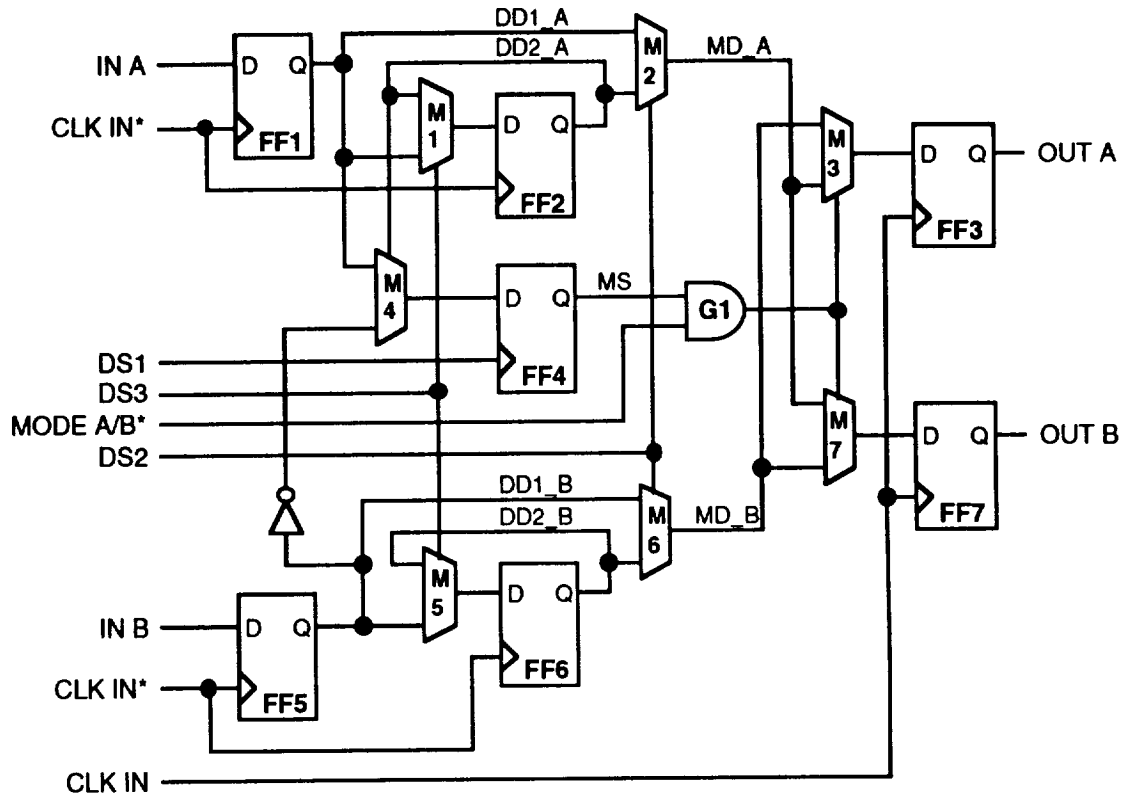 DD1_A
DD2_A
M 2
MD_A
IN A
D Q
FF1
CLK IN*
M 1
D Q
FF2
M 3
D Q
FF3
OUT A
M 4
D Q
FF4
MS
G1
DS1
DS3
MODE A/B*
DS2
M 7
D Q
FF7
OUT B
DD1_B
DD2_B
M 6
MD_B
M 5
D Q
FF6
IN B
D Q
FF5
CLK IN*
CLK IN